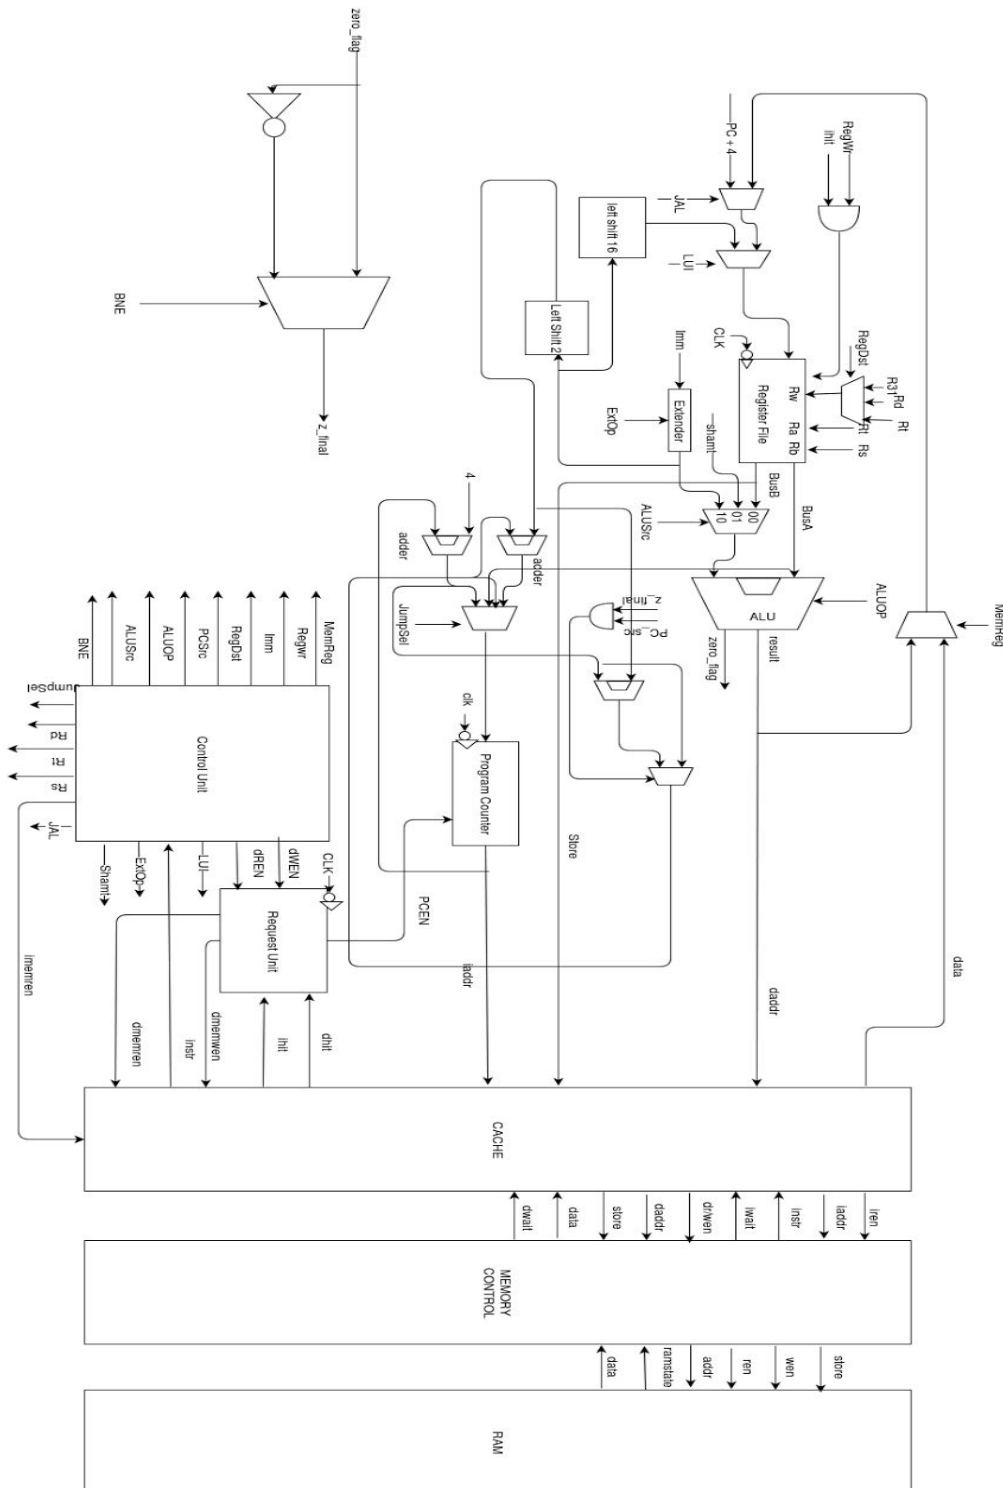 zero_flag
BNE
z_final
PC + 4
JAL
left shift 16
LUI
RegWr
ihit
Left Shift 2
Imm
ExtOp
Extender
CLK
Register File
Rw
Ra
Rb
RegDst
R31
Rd
Rt
Rt
Rs
shamt
BusB
BusA
00
01
10
ALUSrc
ALU
ALUOP
zero_flag
result
MemReg
4
adder
adder
JumpSel
z_final
PC_src
clk
Program Counter
Store
PCEN
iaddr
daddr
data
BNE
ALUSrc
ALUOP
PCSrc
RegDst
Imm
Regwr
MemReg
Control Unit
JumpSel
Rd
Rt
Rs
JAL
Shamt
ExtOp
LUI
dREN
dWEN
CLK
Request Unit
imemren
dmemren
instr
dmemwen
ihit
dhit
CACHE
dwait
data
store
daddr
dr/wen
iwait
instr
iaddr
iren
MEMORY
CONTROL
data
ramstate
addr
ren
wen
store
RAM